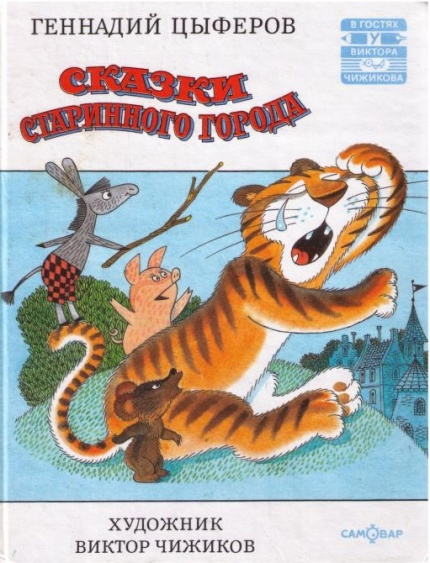 ГЕННАДИЙ ЦЫФЕРОВ
В ГОСТЯХ
У
ВИКТОРА
ЧИЖИКОВА
СКАЗКИ
СТАРИННОГО ГОРОДА
ХУДОЖНИК
ВИКТОР ЧИЖИКОВ
САМОВАР